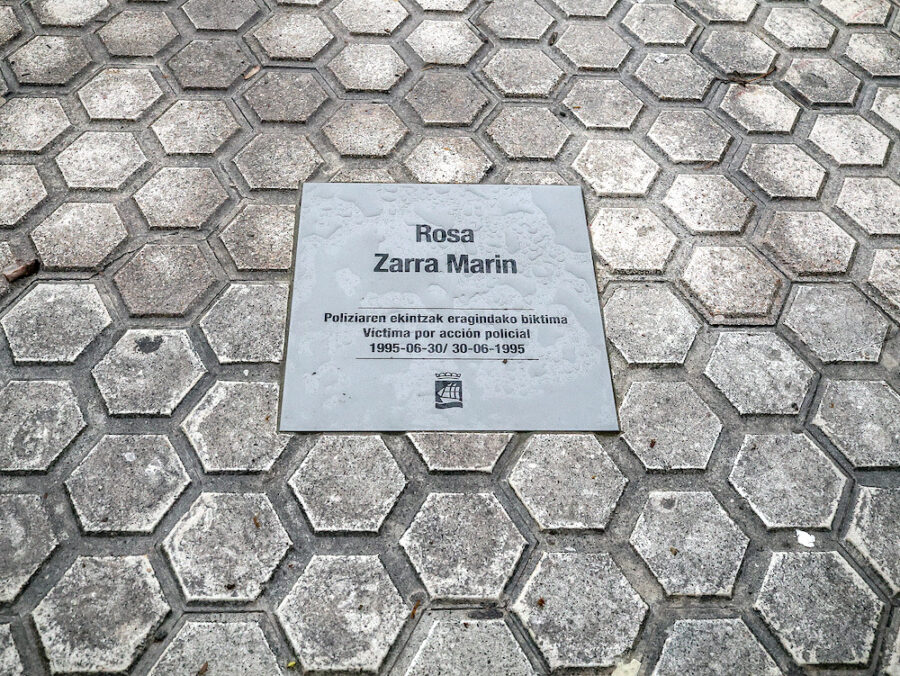 Rosa
Zarra Marin
Poliziaren ekintzak eragindako biktima
Víctima por acción policial
1995-06-30/ 30-06-1995